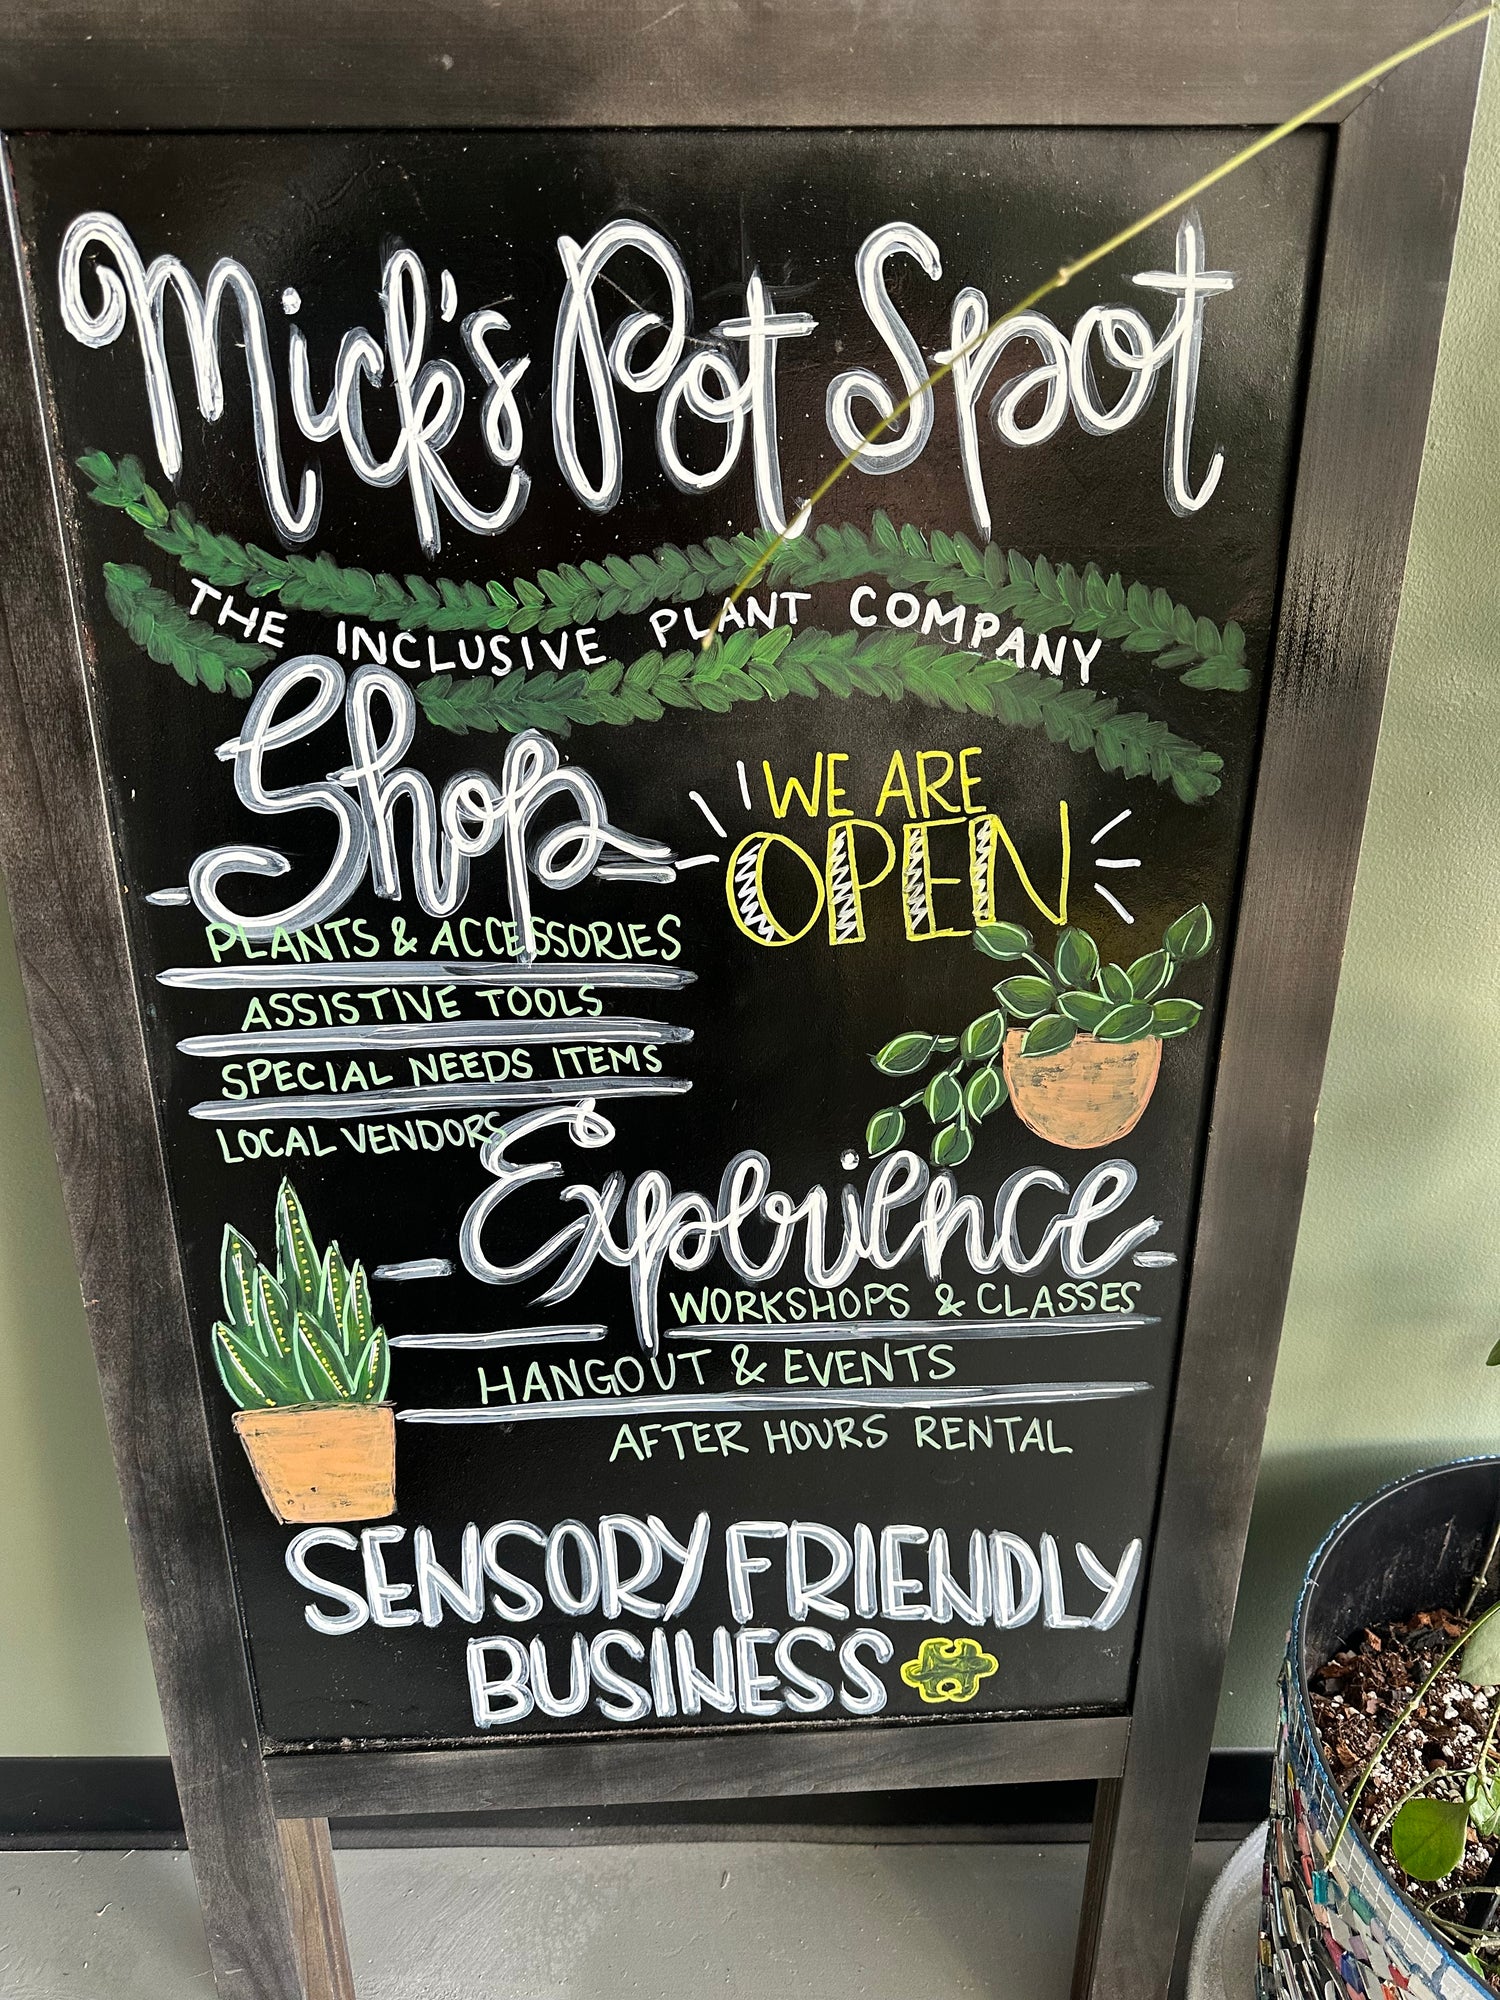 Mick's Pot Spot
THE INCLUSIVE PLANT COMPANY
Shop
PLANTS & ACCESSORIES
ASSISTIVE TOOLS
SPECIAL NEEDS ITEMS
LOCAL VENDORS
WE ARE
OPEN
Experience
WORKSHOPS & CLASSES
HANGOUT & EVENTS
AFTER HOURS RENTAL
SENSORY FRIENDLY
BUSINESS